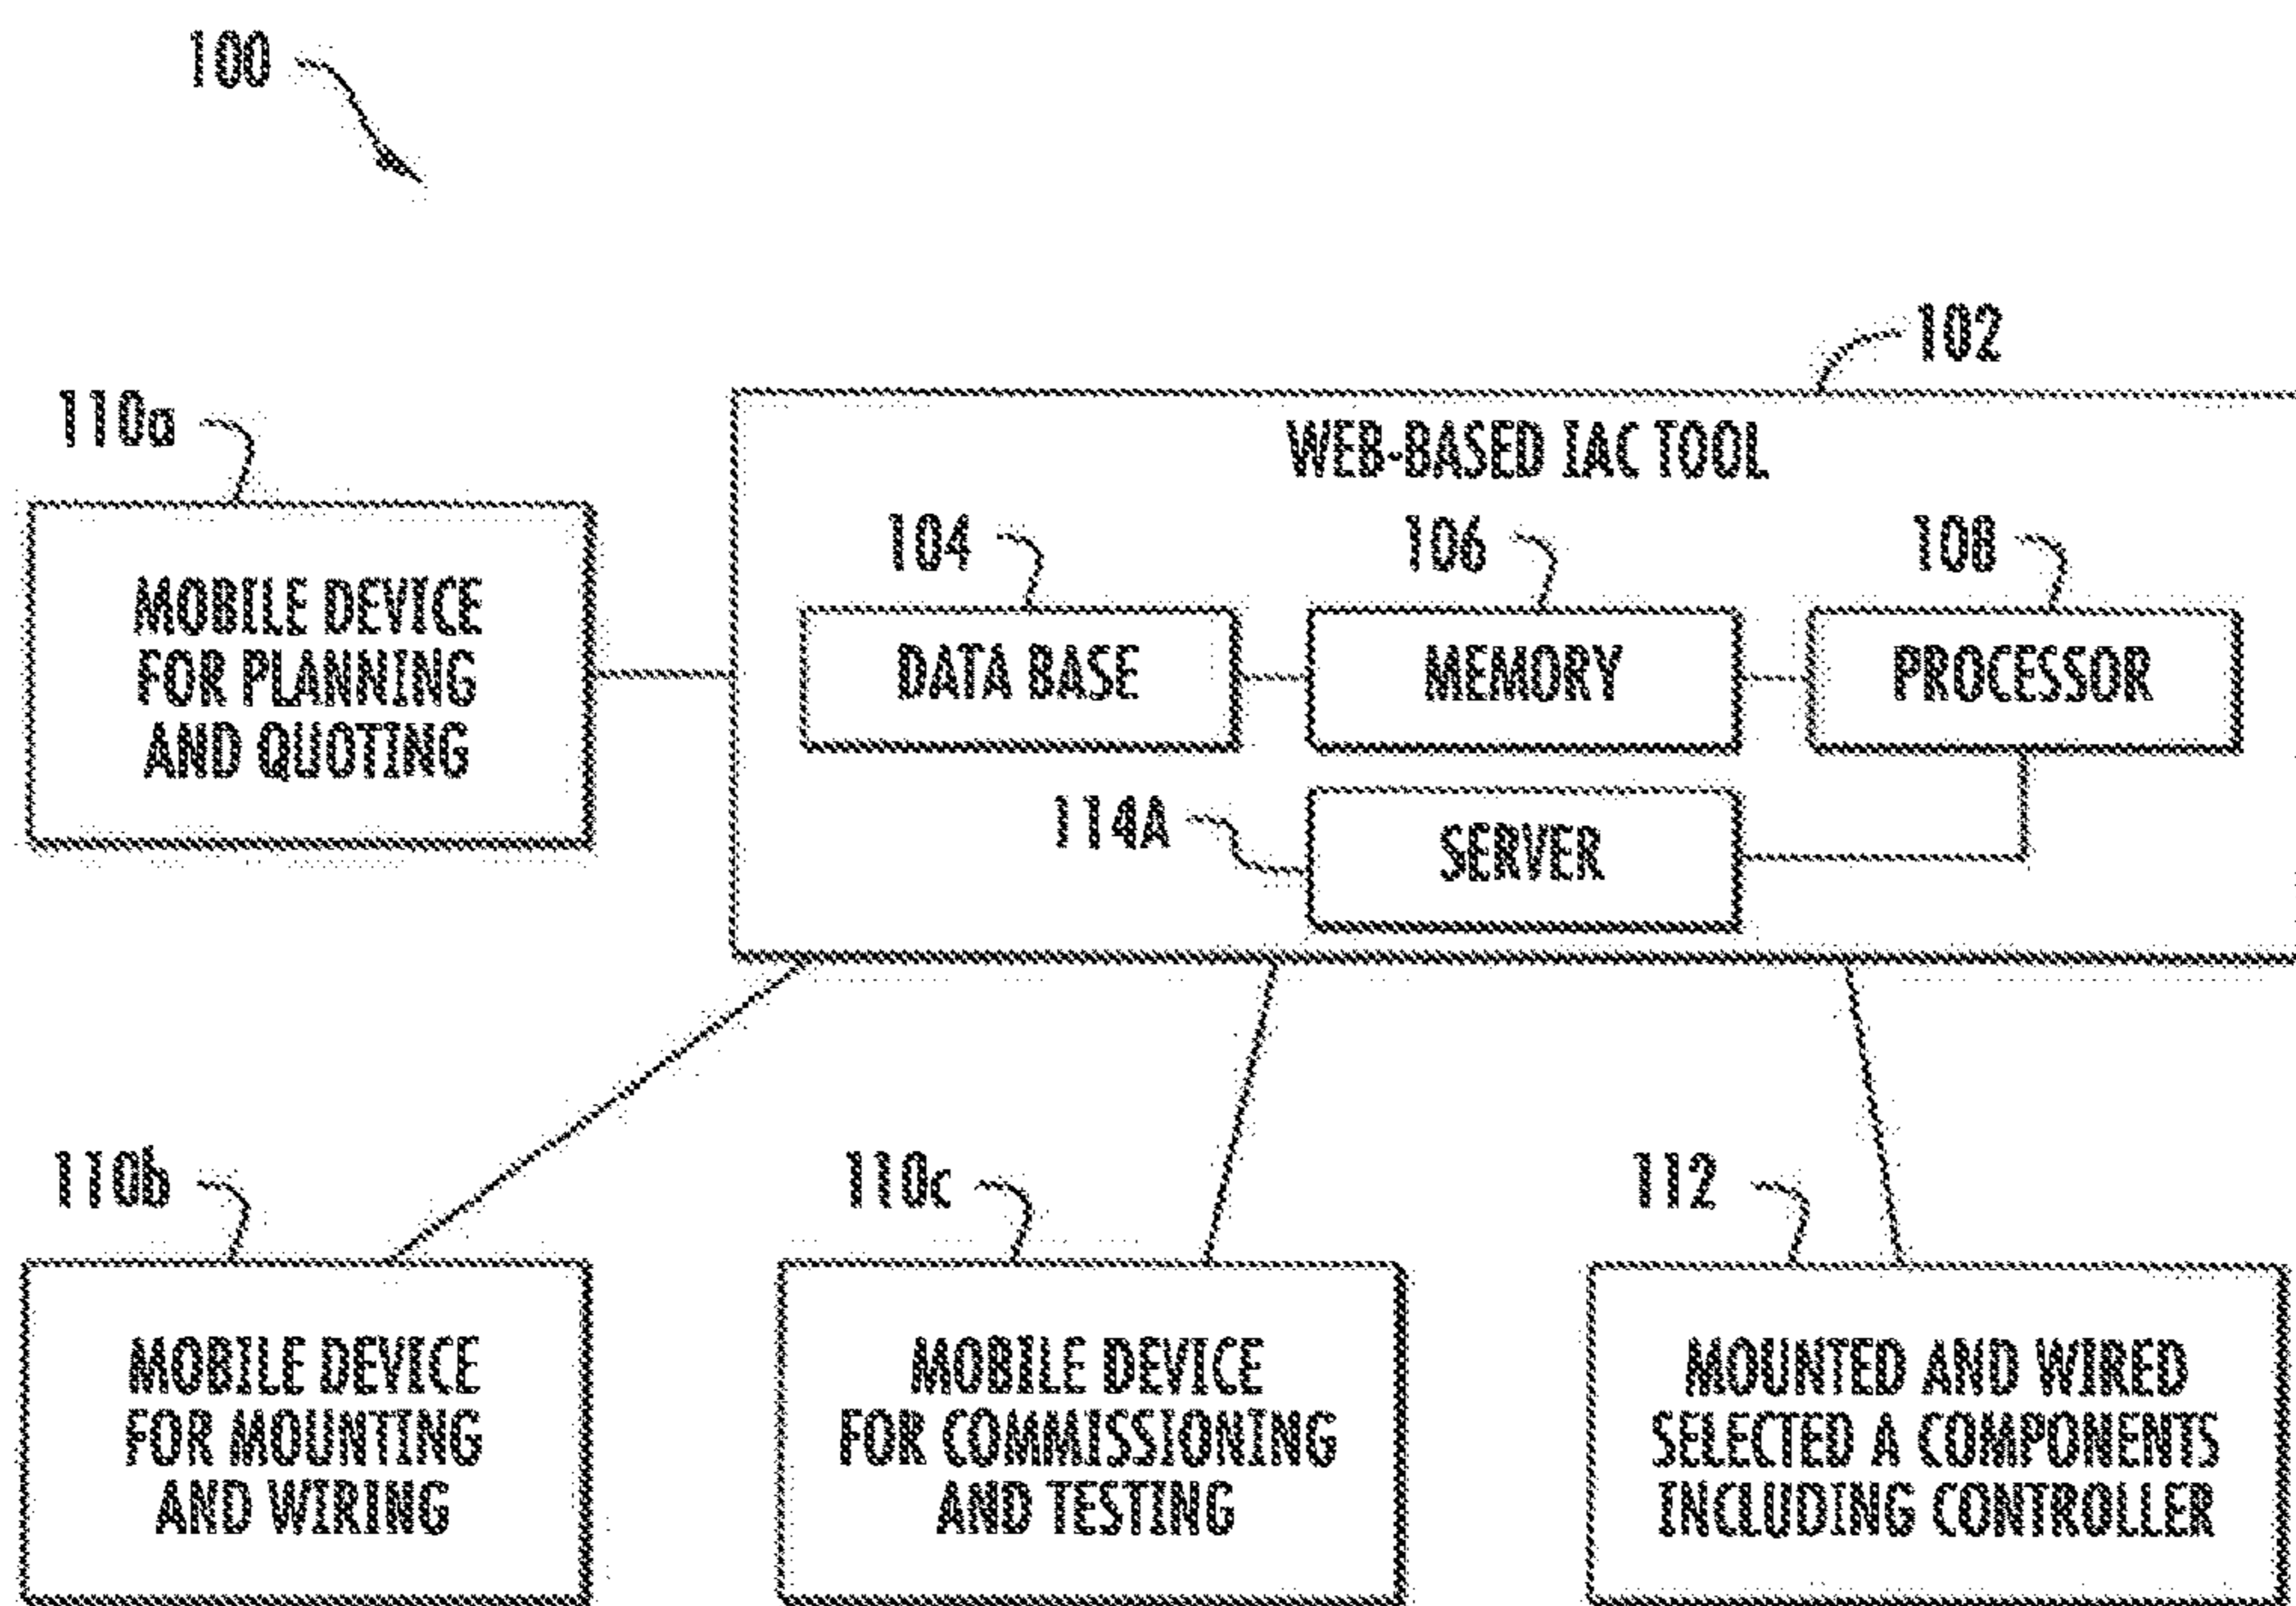 100
102
110a
WEB-BASED IAC TOOL
104
106
108
MOBILE DEVICE
FOR PLANNING
AND QUOTING
DATA BASE
MEMORY
PROCESSOR
114A
SERVER
110b
110c
112
MOBILE DEVICE
FOR MOUNTING
AND WIRING
MOBILE DEVICE
FOR COMMISSIONING
AND TESTING
MOUNTED AND WIRED
SELECTED A COMPONENTS
INCLUDING CONTROLLER